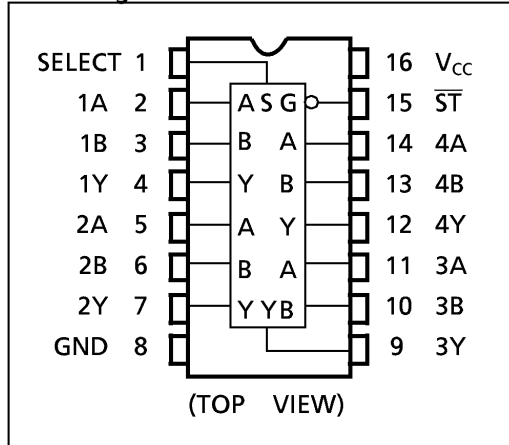 SELECT 1 16 VCC
1A 2 A S G 15 S̅T̅
1B 3 B A 14 4A
1Y 4 Y B 13 4B
2A 5 A Y 12 4Y
2B 6 B A 11 3A
2Y 7 Y Y B 10 3B
GND 8 9 3Y
(TOP VIEW)